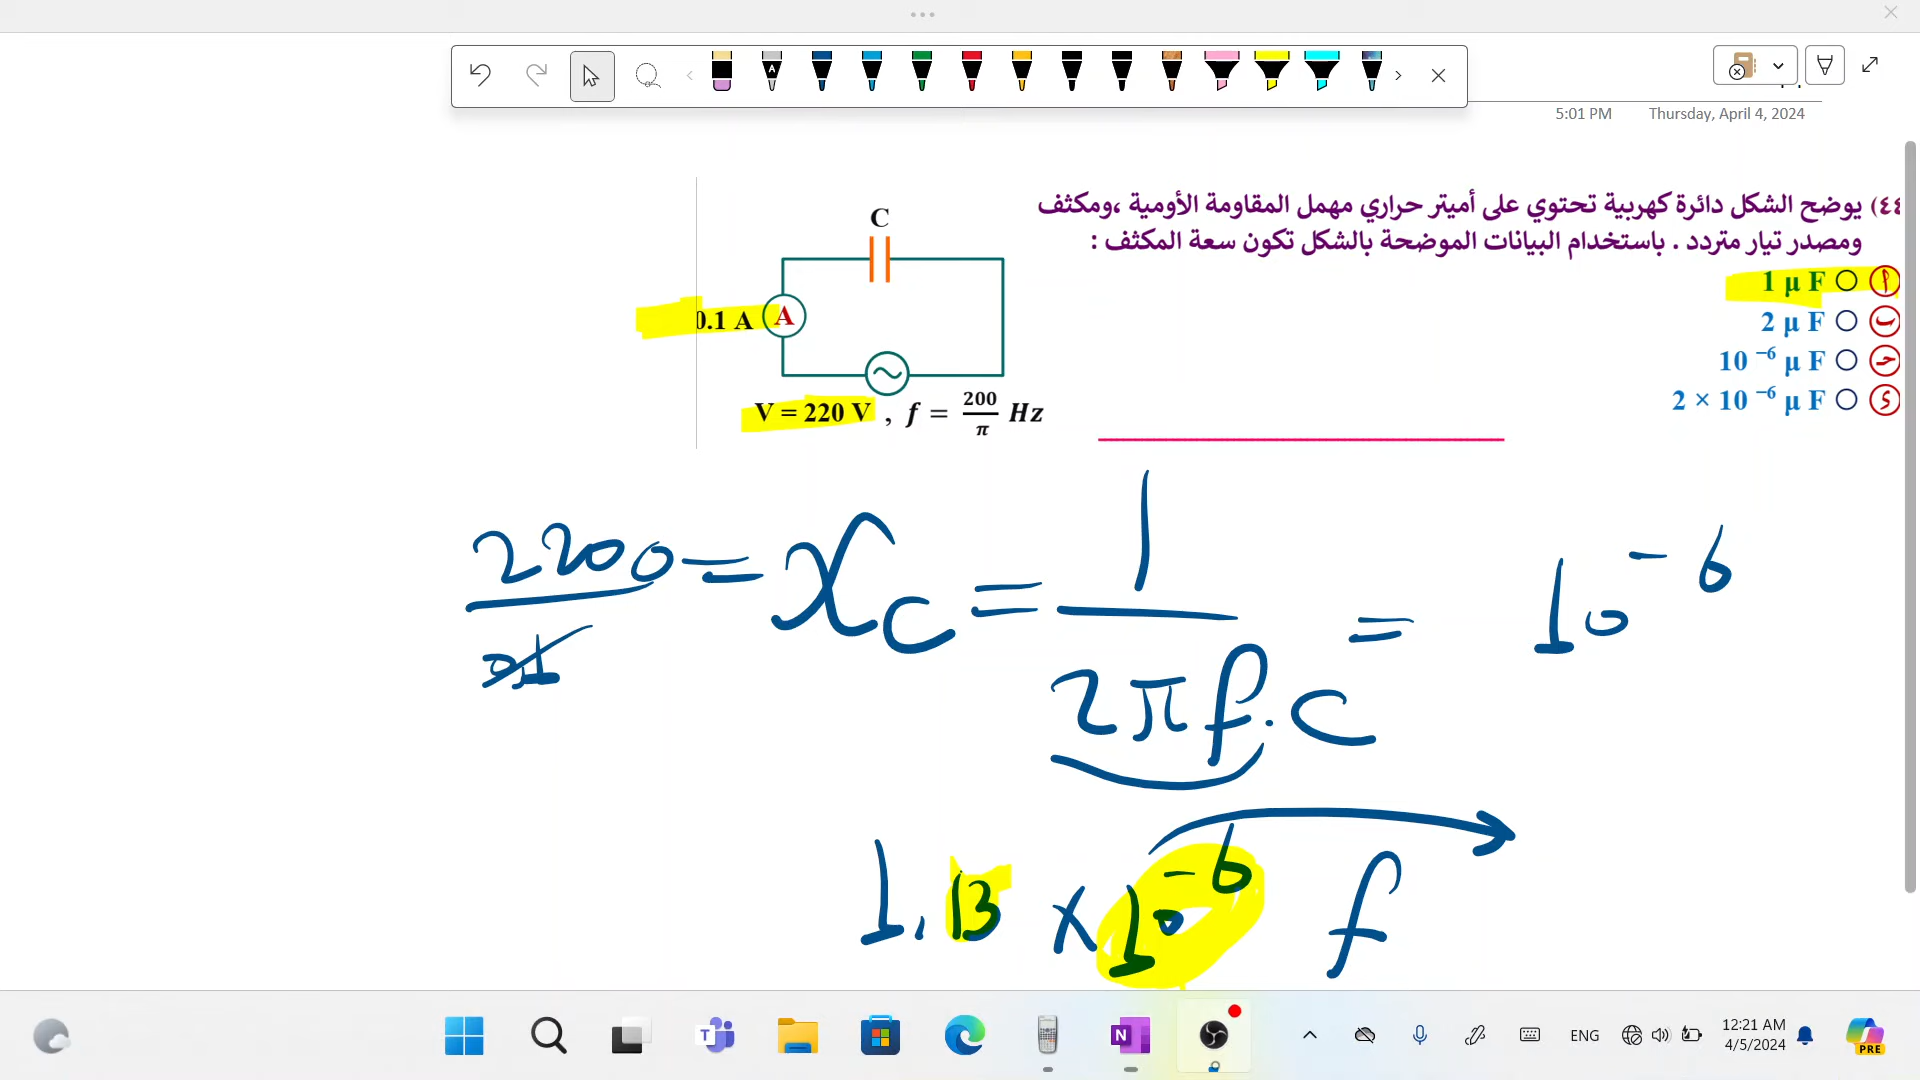 5:01 PM
Thursday, April 4, 2024
٤٤) يوضح الشكل دائرة كهربية تحتوي على أميتر حراري مهمل المقاومة الأومية ،ومكثف
ومصدر تيار متردد . باستخدام البيانات الموضحة بالشكل تكون سعة المكثف :
أ 1 µ F
ب 2 µ F
حـ 10 ⁻⁶ µ F
د 2 × 10 ⁻⁶ µ F
C
0.1 A
A
V = 220 V , f = 200/π Hz
2200/0,1 = Xc = 1/2πf.C = 10⁻⁶
1.13 × 10⁻⁶ f
ENG
12:21 AM
4/5/2024
PRE